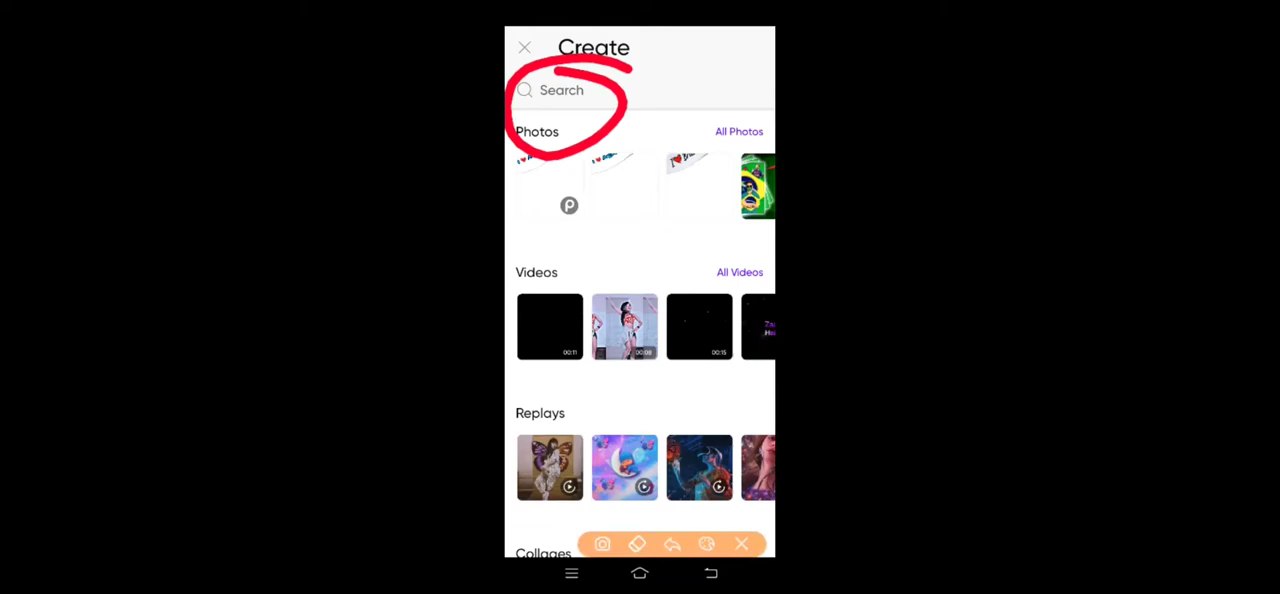 Create
Search
Photos
All Photos
Videos
All Videos
00:11
00:08
00:15
Replays
Collages